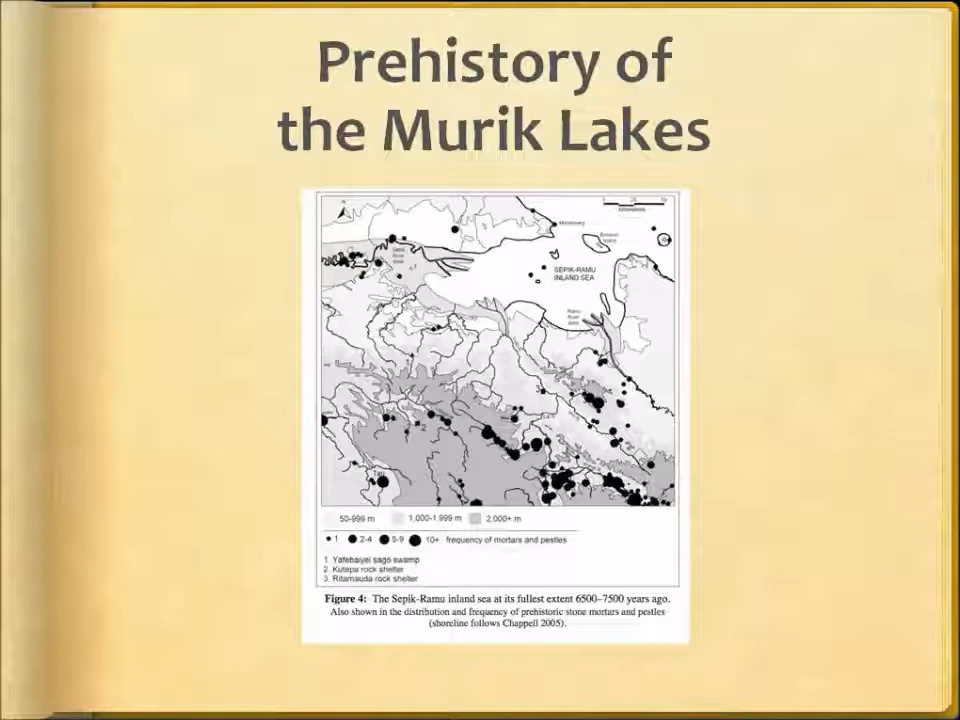 Prehistory of
the Murik Lakes
SEPIK-RAMU
INLAND SEA
Tari
50-999 m 1,000-1,999 m 2,000+ m
1 2-4 5-9 10+ frequency of mortars and pestles
1 Yafebaiyei sago swamp
2. Kutepa rock shelter
3. Ritamauda rock shelter
Figure 4: The Sepik-Ramu inland sea at its fullest extent 6500–7500 years ago.
Also shown in the distribution and frequency of prehistoric stone mortars and pestles
(shoreline follows Chappell 2005).